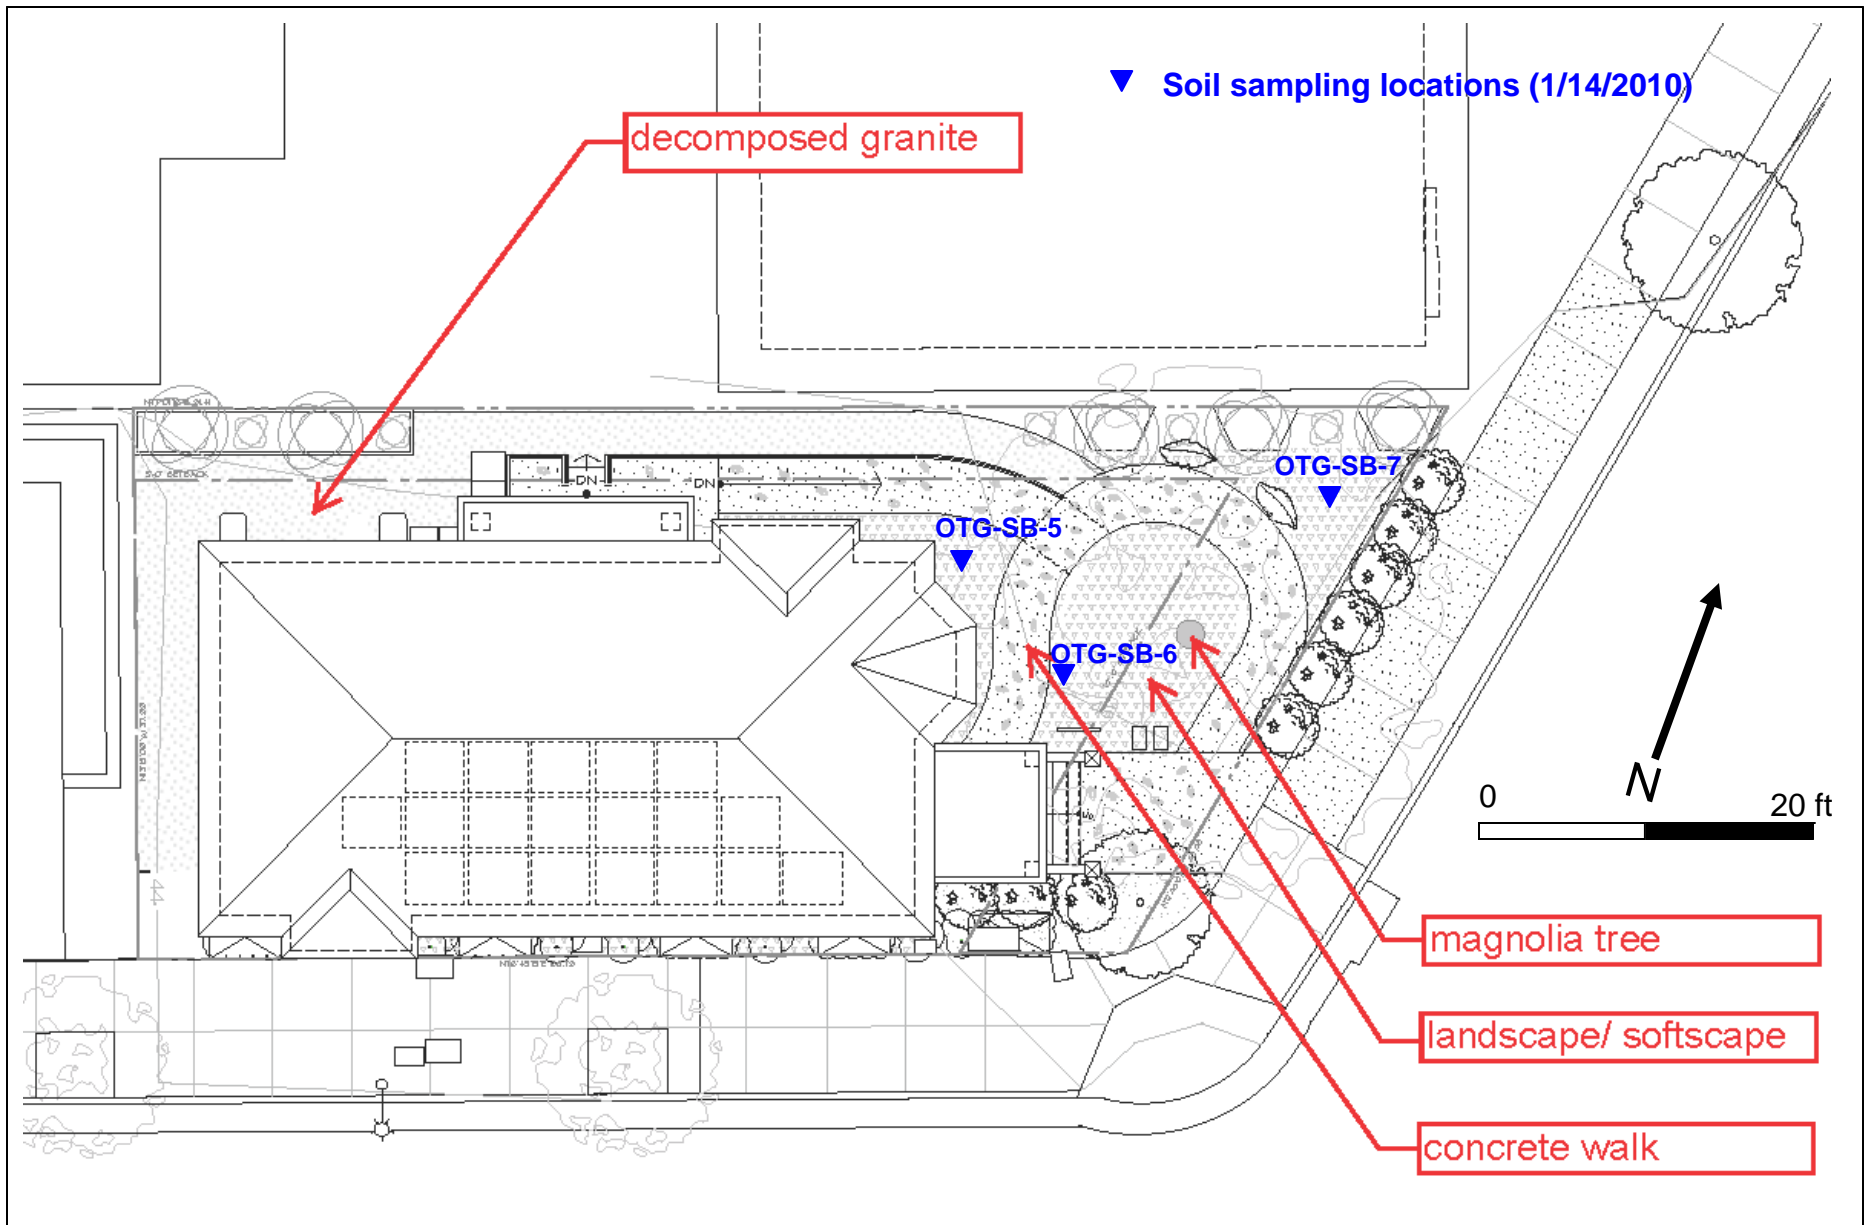 Soil sampling locations (1/14/2010)
decomposed granite
OTG-SB-7
DN
DN
OTG-SB-5
OTG-SB-6
N
0
20 ft
44
magnolia tree
landscape/ softscape
concrete walk